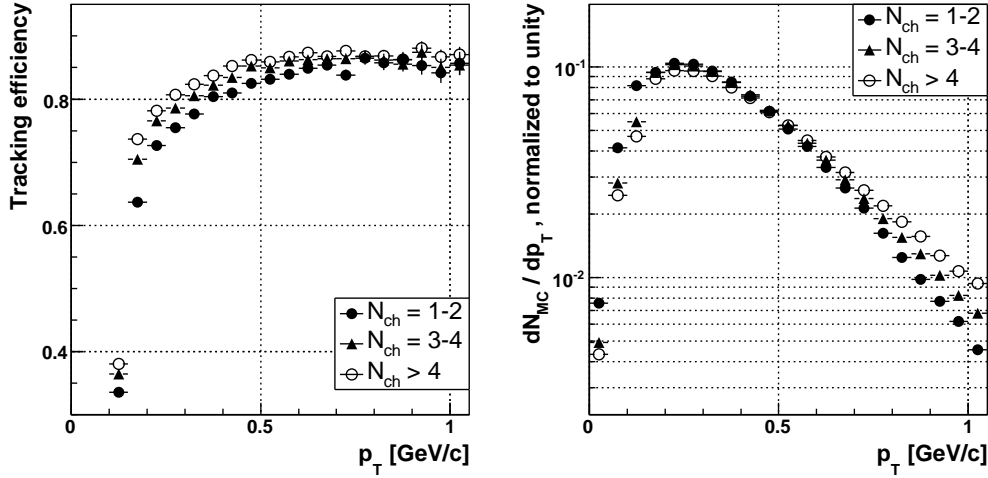 Tracking efficiency
0.8
0.6
0.4
N_ch = 1-2
N_ch = 3-4
N_ch > 4
0 0.5 1
p_T [GeV/c]
dN_MC / dp_T , normalized to unity
10^-1
10^-2
N_ch = 1-2
N_ch = 3-4
N_ch > 4
0 0.5 1
p_T [GeV/c]